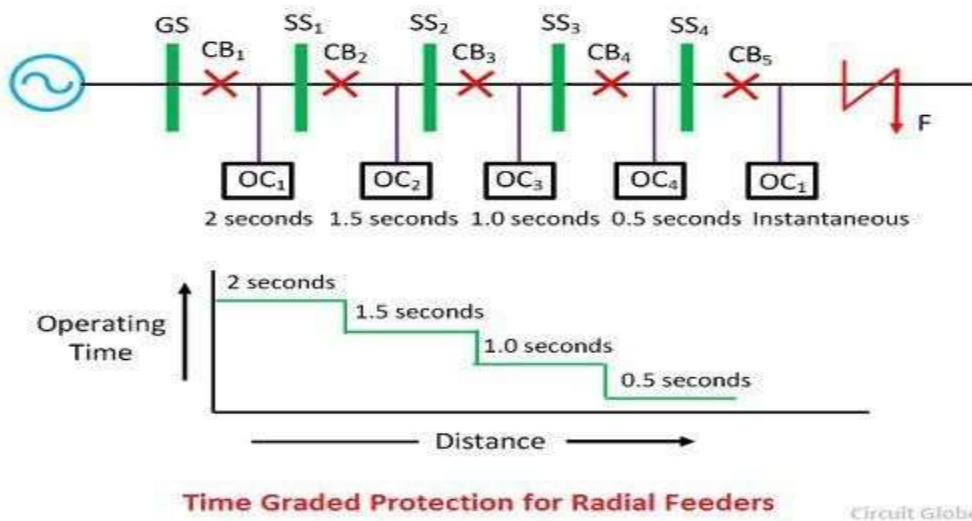 GS SS₁ SS₂ SS₃ SS₄
CB₁ CB₂ CB₃ CB₄ CB₅
F
OC₁ OC₂ OC₃ OC₄ OC₁
2 seconds 1.5 seconds 1.0 seconds 0.5 seconds Instantaneous
2 seconds
1.5 seconds
Operating
Time
1.0 seconds
0.5 seconds
Distance
Time Graded Protection for Radial Feeders
Circuit Globe